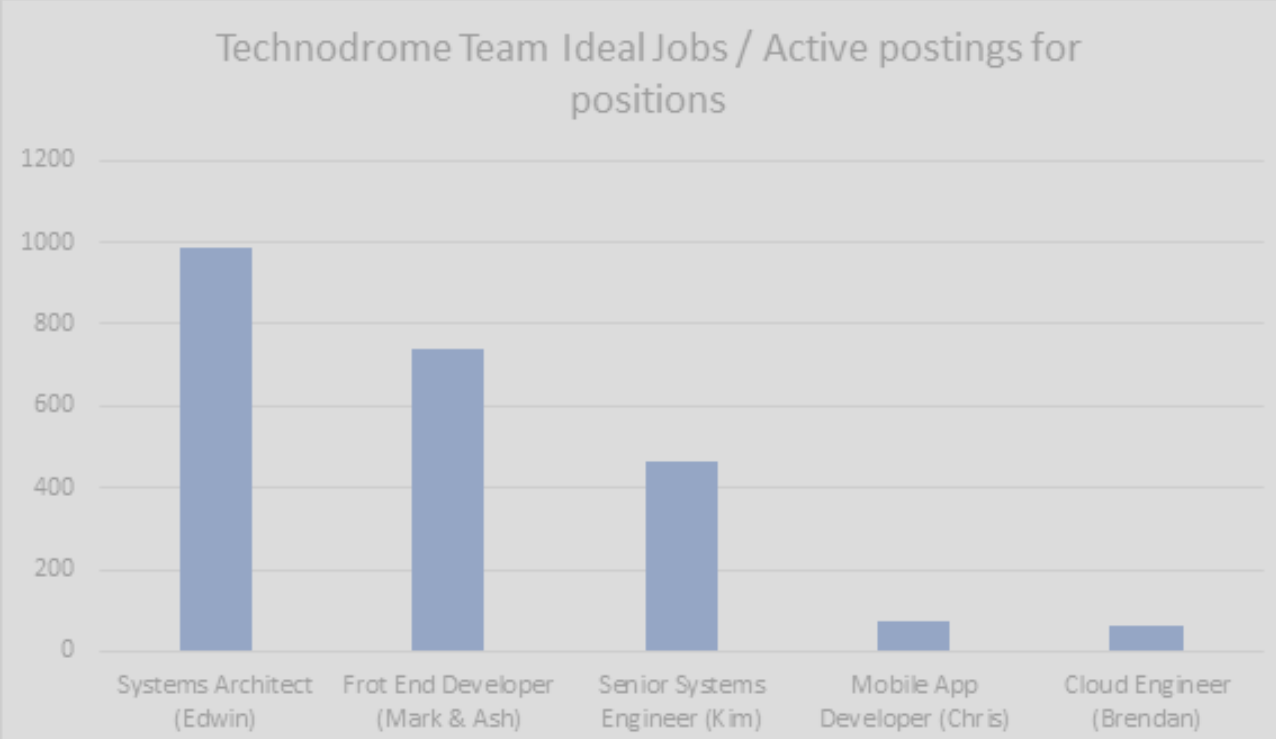 Technodrome Team Ideal Jobs / Active postings for
positions
1200
1000
800
600
400
200
0
Systems Architect
(Edwin)
Frot End Developer
(Mark & Ash)
Senior Systems
Engineer (Kim)
Mobile App
Developer (Chris)
Cloud Engineer
(Brendan)